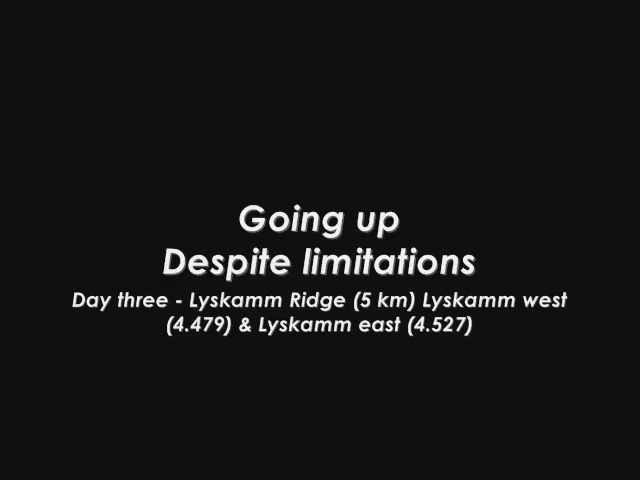 Going up
Despite limitations
Day three - Lyskamm Ridge (5 km) Lyskamm west
(4.479) & Lyskamm east (4.527)